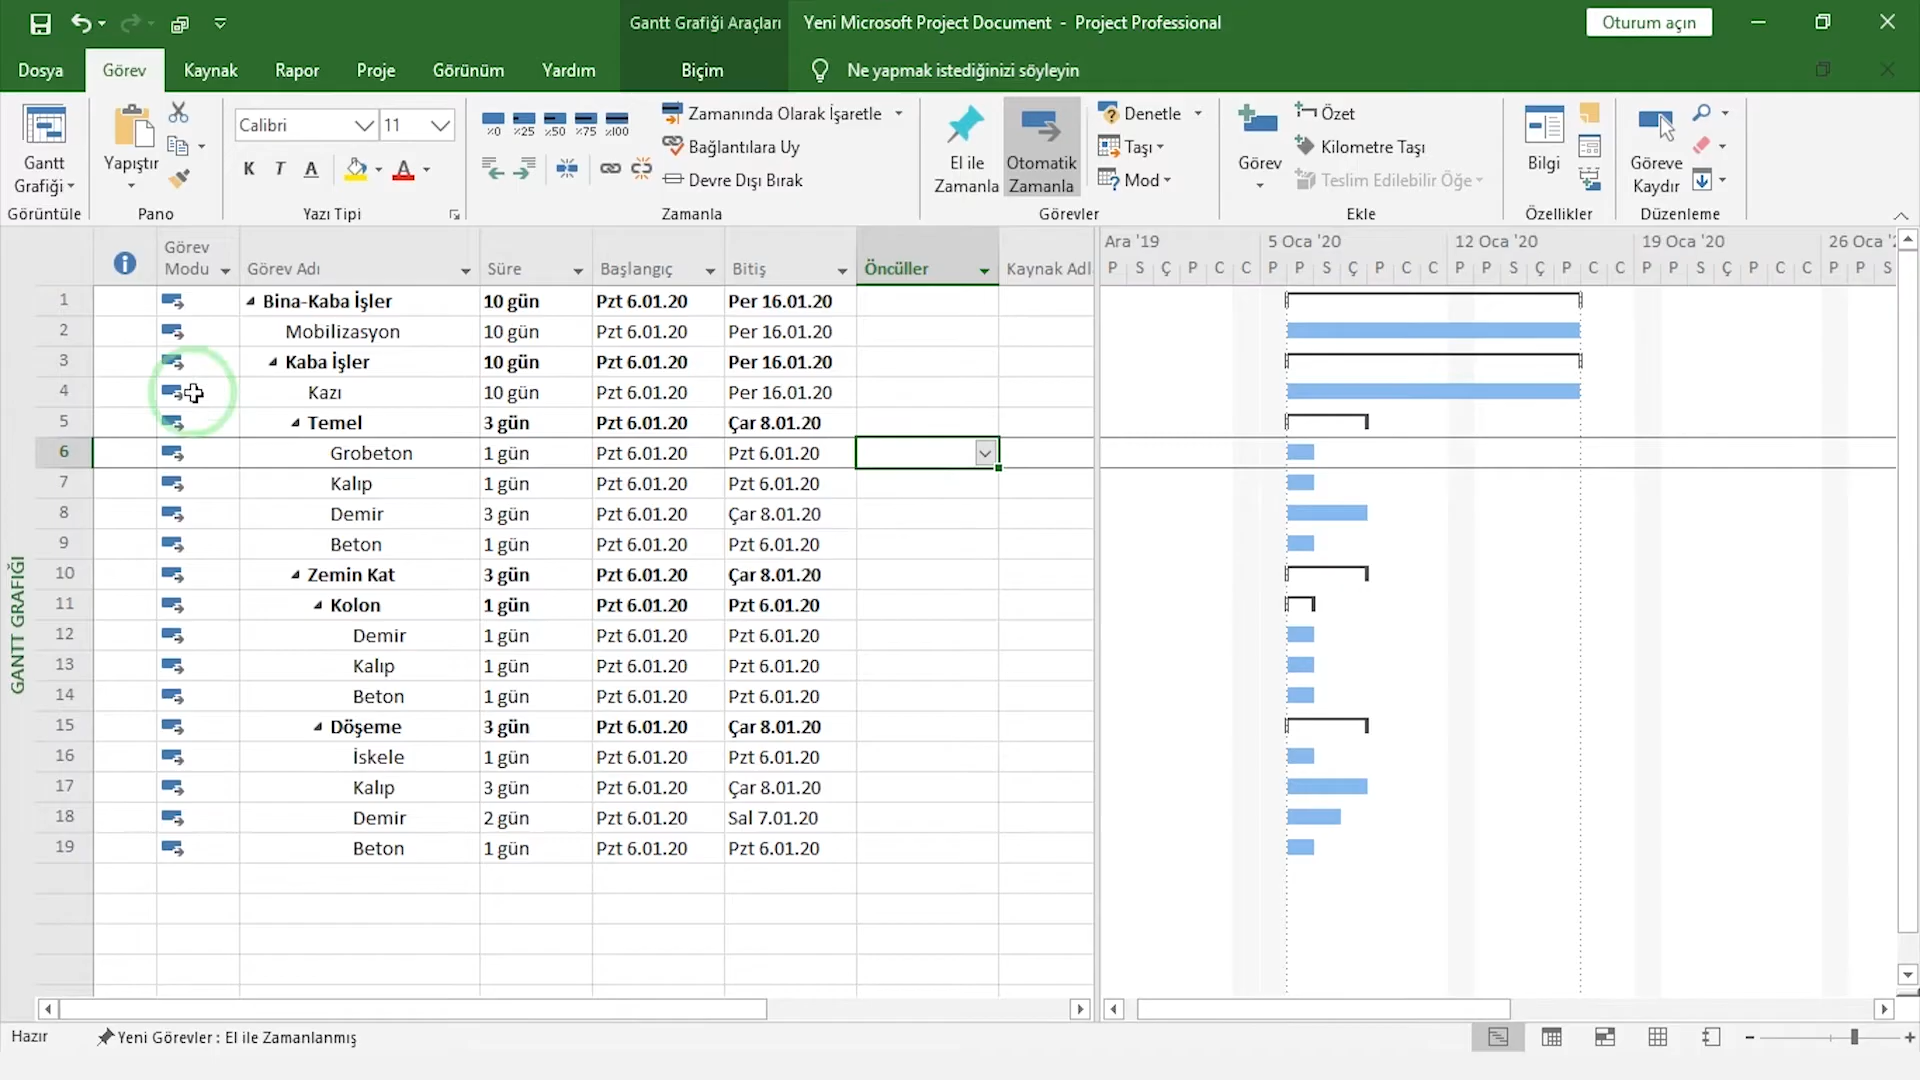 Gantt Grafiği Araçları
Yeni Microsoft Project Document - Project Professional
Oturum açın
Dosya
Görev
Kaynak
Rapor
Proje
Görünüm
Yardım
Biçim
Ne yapmak istediğinizi söyleyin
Gantt Grafiği
Görüntüle
Yapıştır
Pano
Calibri
11
K T A
A
Yazı Tipi
%0 %25 %50 %75 %100
Zamanında Olarak İşaretle
Bağlantılara Uy
Devre Dışı Bırak
Zamanla
El ile Zamanla
Otomatik Zamanla
Denetle
Taşı
Mod
Görevler
Görev
Özet
Kilometre Taşı
Teslim Edilebilir Öğe
Ekle
Bilgi
Özellikler
Göreve Kaydır
Düzenleme
Görev Modu
Görev Adı
Süre
Başlangıç
Bitiş
Öncüller
Kaynak Adl
Ara '19
5 Oca '20
12 Oca '20
19 Oca '20
26 Oca '2
P S Ç P C C P P S Ç P C C P P S Ç P C C P P S Ç P C C P P S
1 Bina-Kaba İşler 10 gün Pzt 6.01.20 Per 16.01.20
2 Mobilizasyon 10 gün Pzt 6.01.20 Per 16.01.20
3 Kaba İşler 10 gün Pzt 6.01.20 Per 16.01.20
4 Kazı 10 gün Pzt 6.01.20 Per 16.01.20
5 Temel 3 gün Pzt 6.01.20 Çar 8.01.20
6 Grobeton 1 gün Pzt 6.01.20 Pzt 6.01.20
7 Kalıp 1 gün Pzt 6.01.20 Pzt 6.01.20
8 Demir 3 gün Pzt 6.01.20 Çar 8.01.20
9 Beton 1 gün Pzt 6.01.20 Pzt 6.01.20
10 Zemin Kat 3 gün Pzt 6.01.20 Çar 8.01.20
11 Kolon 1 gün Pzt 6.01.20 Pzt 6.01.20
12 Demir 1 gün Pzt 6.01.20 Pzt 6.01.20
13 Kalıp 1 gün Pzt 6.01.20 Pzt 6.01.20
14 Beton 1 gün Pzt 6.01.20 Pzt 6.01.20
15 Döşeme 3 gün Pzt 6.01.20 Çar 8.01.20
16 İskele 1 gün Pzt 6.01.20 Pzt 6.01.20
17 Kalıp 3 gün Pzt 6.01.20 Çar 8.01.20
18 Demir 2 gün Pzt 6.01.20 Sal 7.01.20
19 Beton 1 gün Pzt 6.01.20 Pzt 6.01.20
GANTT GRAFİĞİ
Hazır
Yeni Görevler : El ile Zamanlanmış